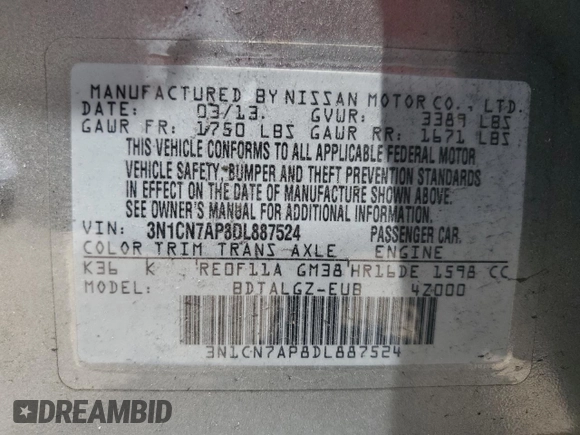 MANUFACTURED BY NISSAN MOTOR CO., LTD.
DATE: 03/13 GVWR: 3389 LBS
GAWR FR: 1750 LBS GAWR RR: 1671 LBS
THIS VEHICLE CONFORMS TO ALL APPLICABLE FEDERAL MOTOR
VEHICLE SAFETY, BUMPER AND THEFT PREVENTION STANDARDS
IN EFFECT ON THE DATE OF MANUFACTURE SHOWN ABOVE.
SEE OWNER'S MANUAL FOR ADDITIONAL INFORMATION.
VIN: 3N1CN7AP8DL887524 PASSENGER CAR.
COLOR TRIM TRANS AXLE ENGINE
K36 K RE0F11A GM38 HR16DE 1598 CC
MODEL: BDTALGZ-EUB 42000
3N1CN7AP8DL887524
DREAMBID